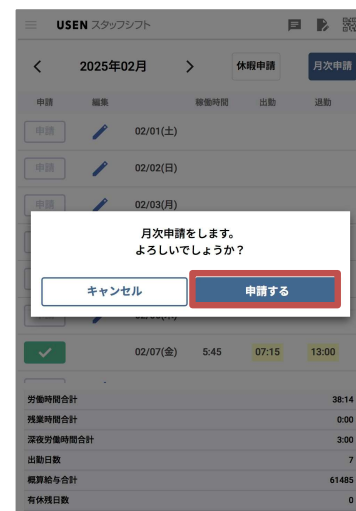 USEN スタッフシフト
2025年02月
休暇申請
月次申請
申請 編集 稼働時間 出勤 退勤
申請 02/01(土)
申請 02/02(日)
申請 02/03(月)
月次申請をします。
よろしいでしょうか？
キャンセル 申請する
02/07(金) 5:45 07:15 13:00
労働時間合計 38:14
残業時間合計 0:00
深夜労働時間合計 3:00
出勤日数 7
概算給与合計 61485
有休残日数 0